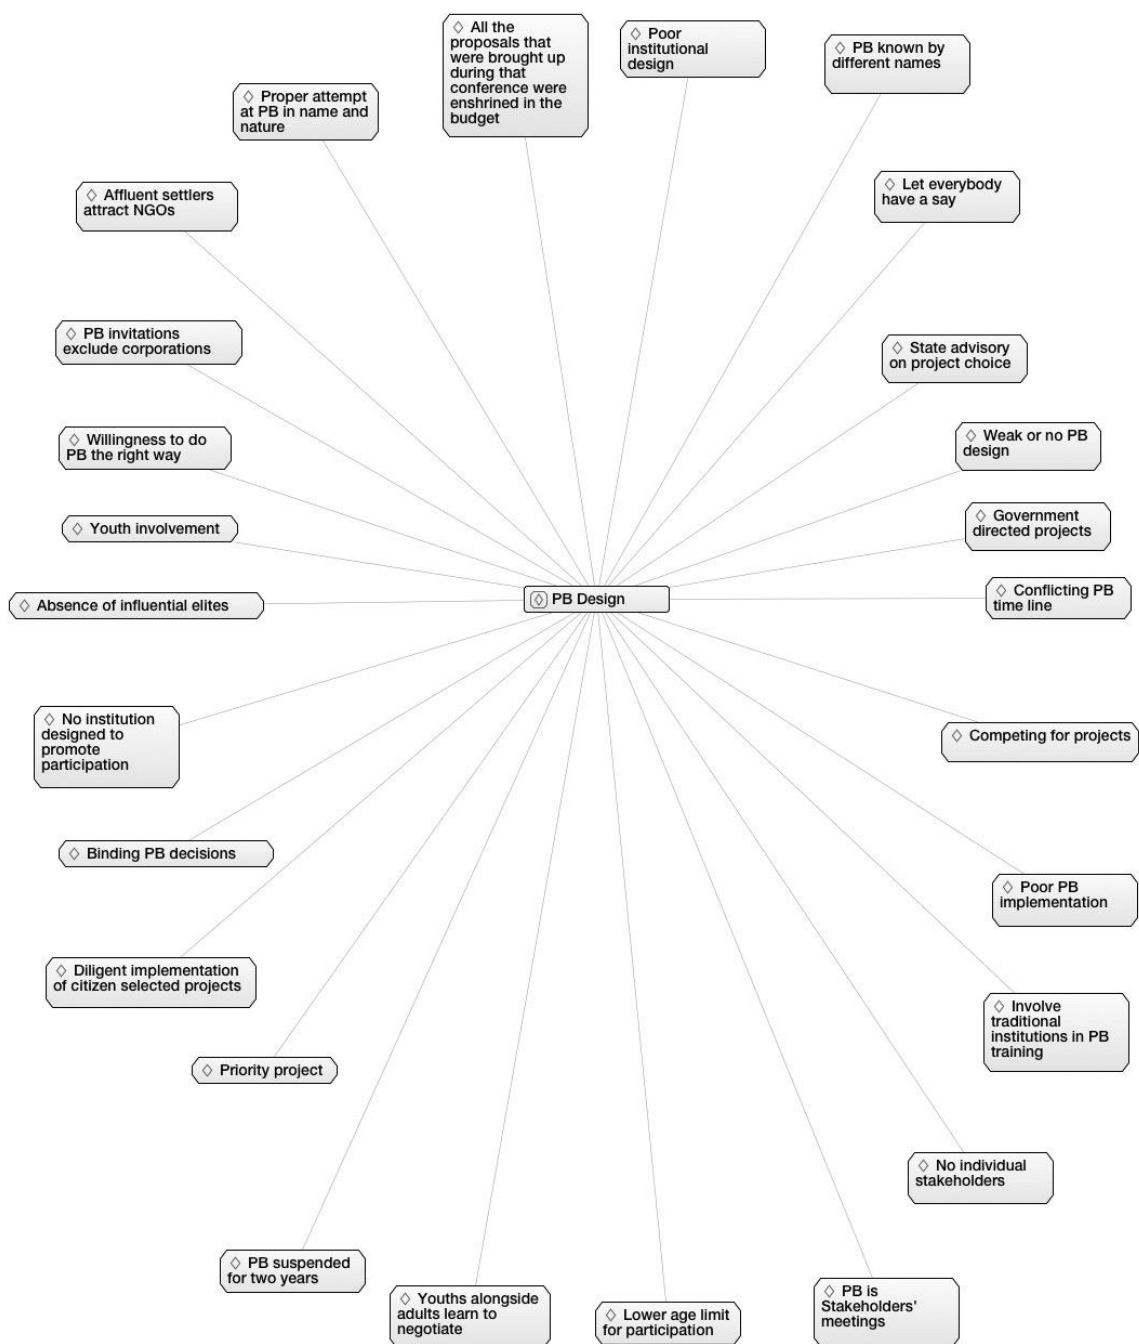 All the
proposals that
were brought up
during that
conference were
enshrined in the
budget
Poor
institutional
design
PB known by
different names
Proper attempt
at PB in name and
nature
Let everybody
have a say
Affluent settlers
attract NGOs
PB invitations
exclude corporations
State advisory
on project choice
Willingness to do
PB the right way
Weak or no PB
design
Youth involvement
Government
directed projects
Absence of influential elites
PB Design
Conflicting PB
time line
No institution
designed to
promote
participation
Competing for projects
Binding PB decisions
Poor PB
implementation
Diligent implementation
of citizen selected projects
Involve
traditional
institutions in PB
training
Priority project
No individual
stakeholders
PB suspended
for two years
Youths alongside
adults learn to
negotiate
Lower age limit
for participation
PB is
Stakeholders'
meetings